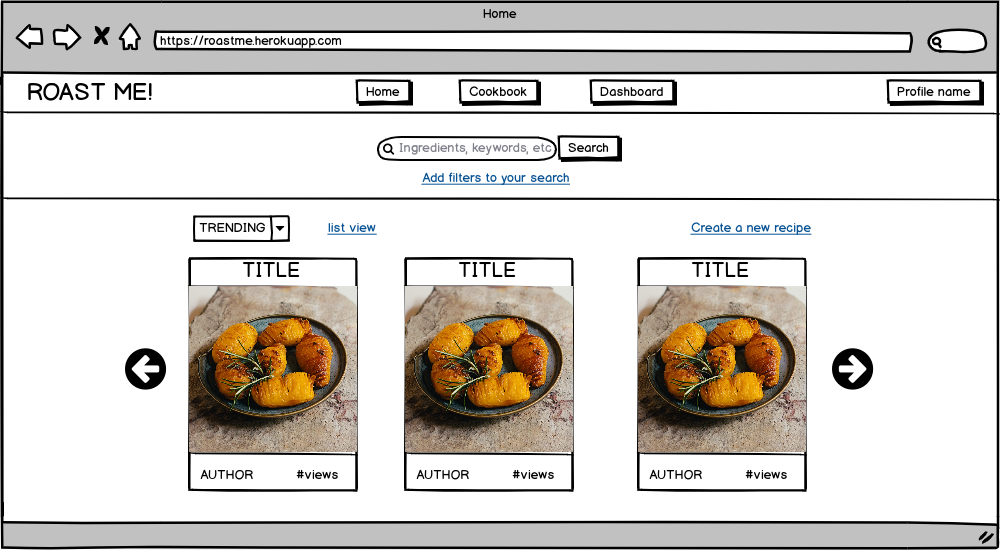 Home
https://roastme.herokuapp.com
ROAST ME!
Home
Cookbook
Dashboard
Profile name
Ingredients, keywords, etc
Search
Add filters to your search
TRENDING
list view
Create a new recipe
TITLE
TITLE
TITLE
AUTHOR #views
AUTHOR #views
AUTHOR #views